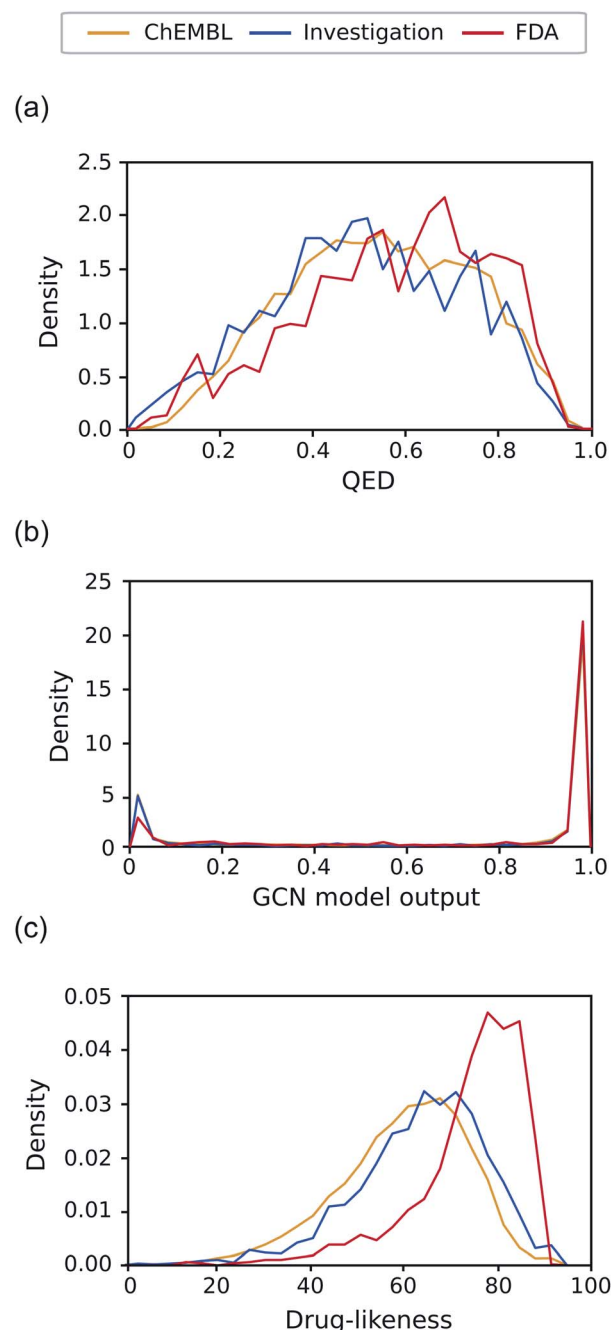 ChEMBL Investigation FDA
(a)
2.5
2.0
1.5
1.0
0.5
0.0
Density
0 0.2 0.4 0.6 0.8 1.0
QED
(b)
25
20
15
10
5
0
Density
0 0.2 0.4 0.6 0.8 1.0
GCN model output
(c)
0.05
0.04
0.03
0.02
0.01
0.00
Density
0 20 40 60 80 100
Drug-likeness